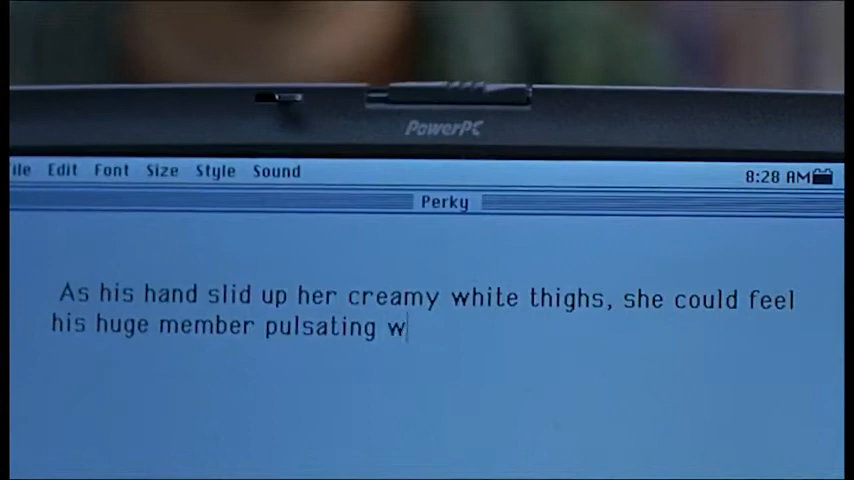 PowerPC
ile Edit Font Size Style Sound 8:28 AM
Perky
As his hand slid up her creamy white thighs, she could feel
his huge member pulsating w